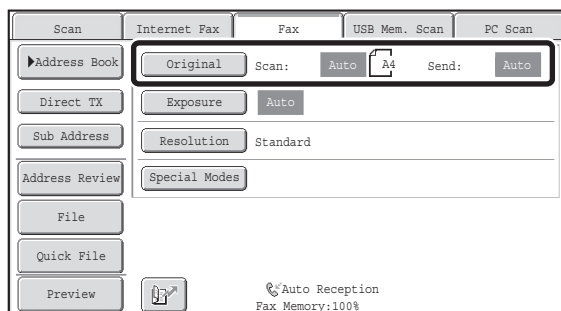 Scan Internet Fax Fax USB Mem. Scan PC Scan
Address Book Original Scan: Auto A4 Send: Auto
Direct TX Exposure Auto
Sub Address Resolution Standard
Address Review Special Modes
File
Quick File
Preview Auto Reception
Fax Memory:100%